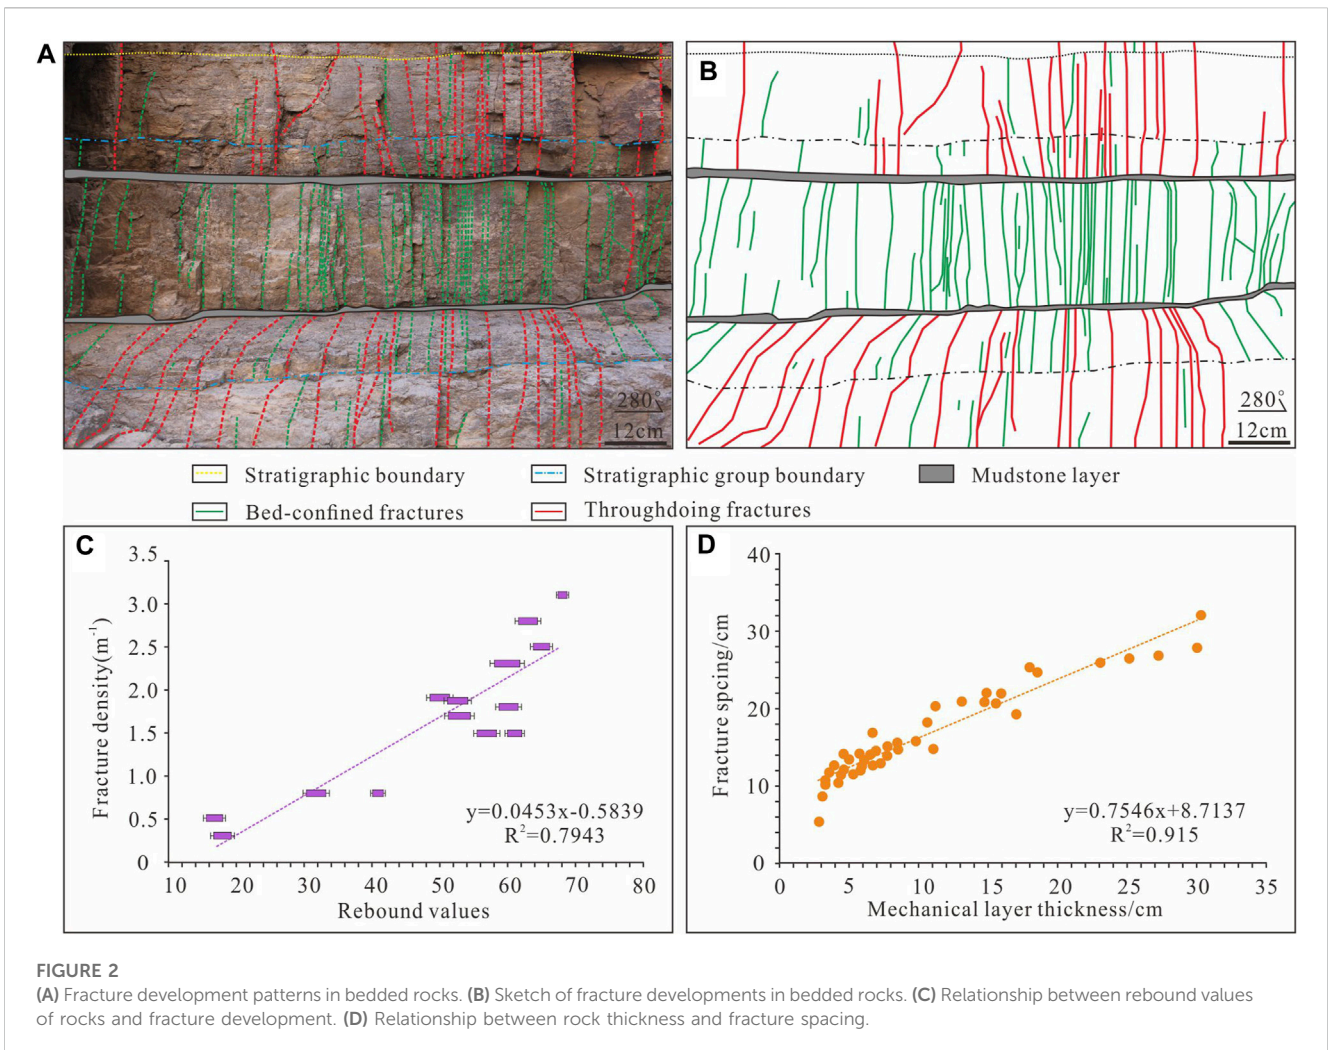 A
B
280°
12cm
280°
12cm
Stratigraphic boundary
Stratigraphic group boundary
Mudstone layer
Bed-confined fractures
Throughdoing fractures
C
3.5
3.0
2.5
2.0
1.5
1.0
0.5
0
Fracture density(m⁻¹)
y=0.0453x-0.5839
R²=0.7943
10 20 30 40 50 60 70 80
Rebound values
D
40
30
20
10
0
Fracture spcing/cm
y=0.7546x+8.7137
R²=0.915
0 5 10 15 20 25 30 35
Mechanical layer thickness/cm
FIGURE 2
(A) Fracture development patterns in bedded rocks. (B) Sketch of fracture developments in bedded rocks. (C) Relationship between rebound values
of rocks and fracture development. (D) Relationship between rock thickness and fracture spacing.